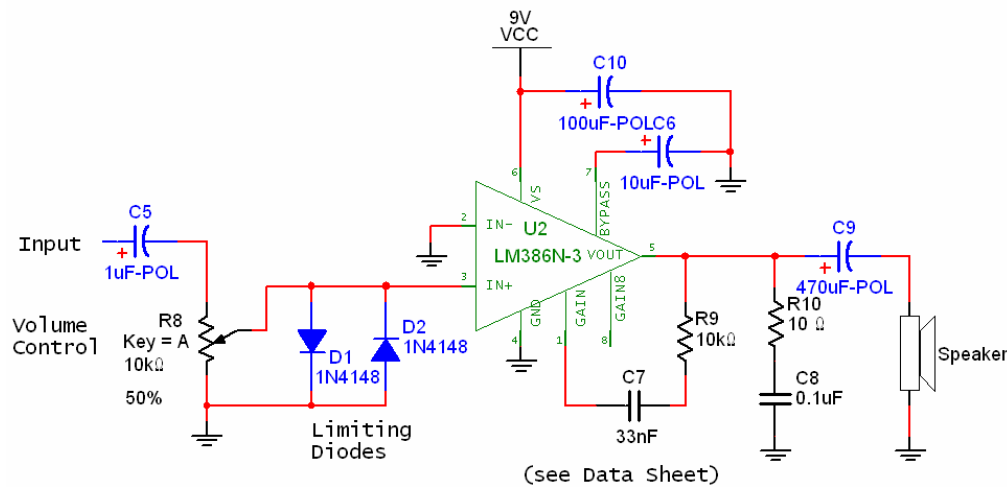 9V
VCC
C10
+
100uF-POL
C6
+
10uF-POL
6
VS
7
BYPASS
C5
Input
+
1uF-POL
2
IN-
U2
LM386N-3
VOUT
5
3
IN+
GND
4
GAIN
1
GAIN8
8
C9
+
470uF-POL
Volume
Control
R8
Key = A
10kΩ
50%
D1
1N4148
D2
1N4148
Limiting
Diodes
R9
10kΩ
C7
33nF
R10
10 Ω
C8
0.1uF
Speaker
(see Data Sheet)